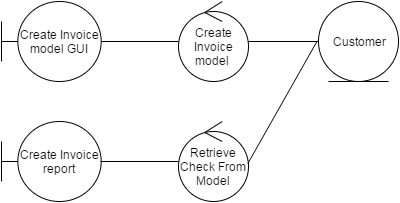 Create Invoice
model GUI
Create
Invoice
model
Customer
Create Invoice
report
Retrieve
Check From
Model